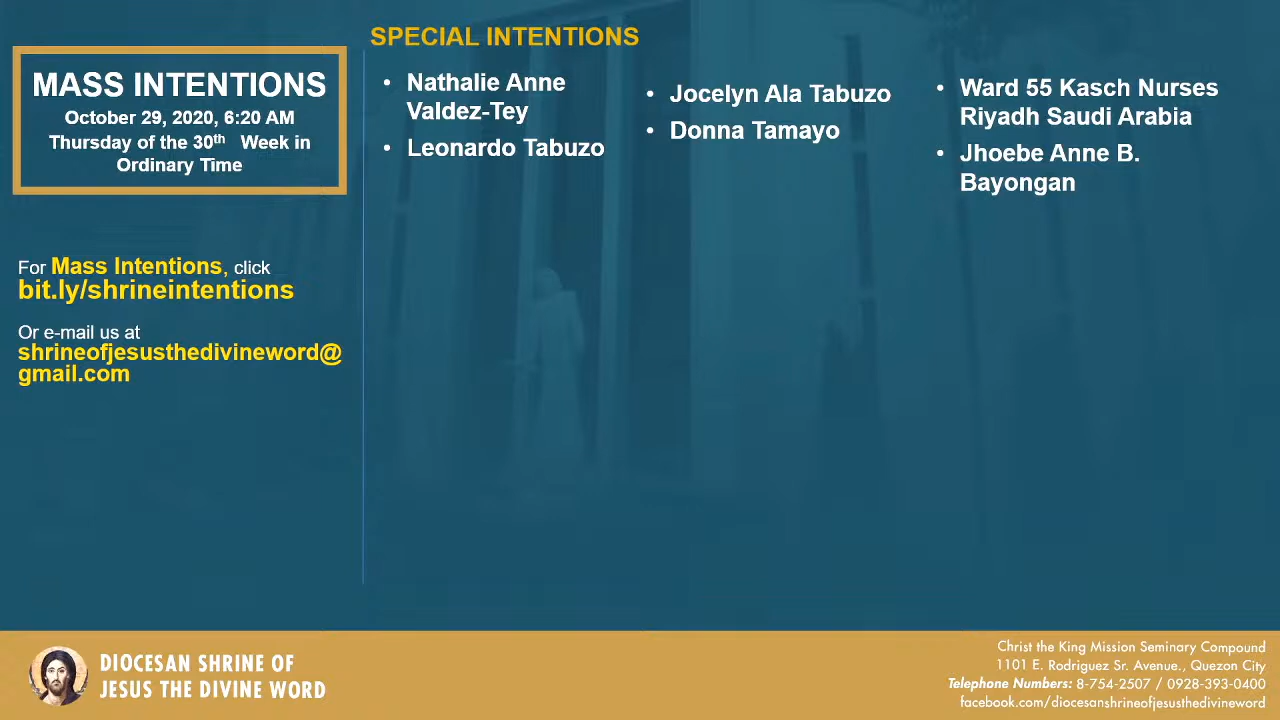 MASS INTENTIONS
October 29, 2020, 6:20 AM
Thursday of the 30th Week in
Ordinary Time
For Mass Intentions, click
bit.ly/shrineintentions
Or e-mail us at
shrineofjesusthedivineword@
gmail.com
SPECIAL INTENTIONS
• Nathalie Anne
Valdez-Tey
• Leonardo Tabuzo
• Jocelyn Ala Tabuzo
• Donna Tamayo
• Ward 55 Kasch Nurses
Riyadh Saudi Arabia
• Jhoebe Anne B.
Bayongan
DIOCESAN SHRINE OF
JESUS THE DIVINE WORD
Christ the King Mission Seminary Compound
1101 E. Rodriguez Sr. Avenue., Quezon City
Telephone Numbers: 8-754-2507 / 0928-393-0400
facebook.com/diocesanshrineofjesusthedivineword